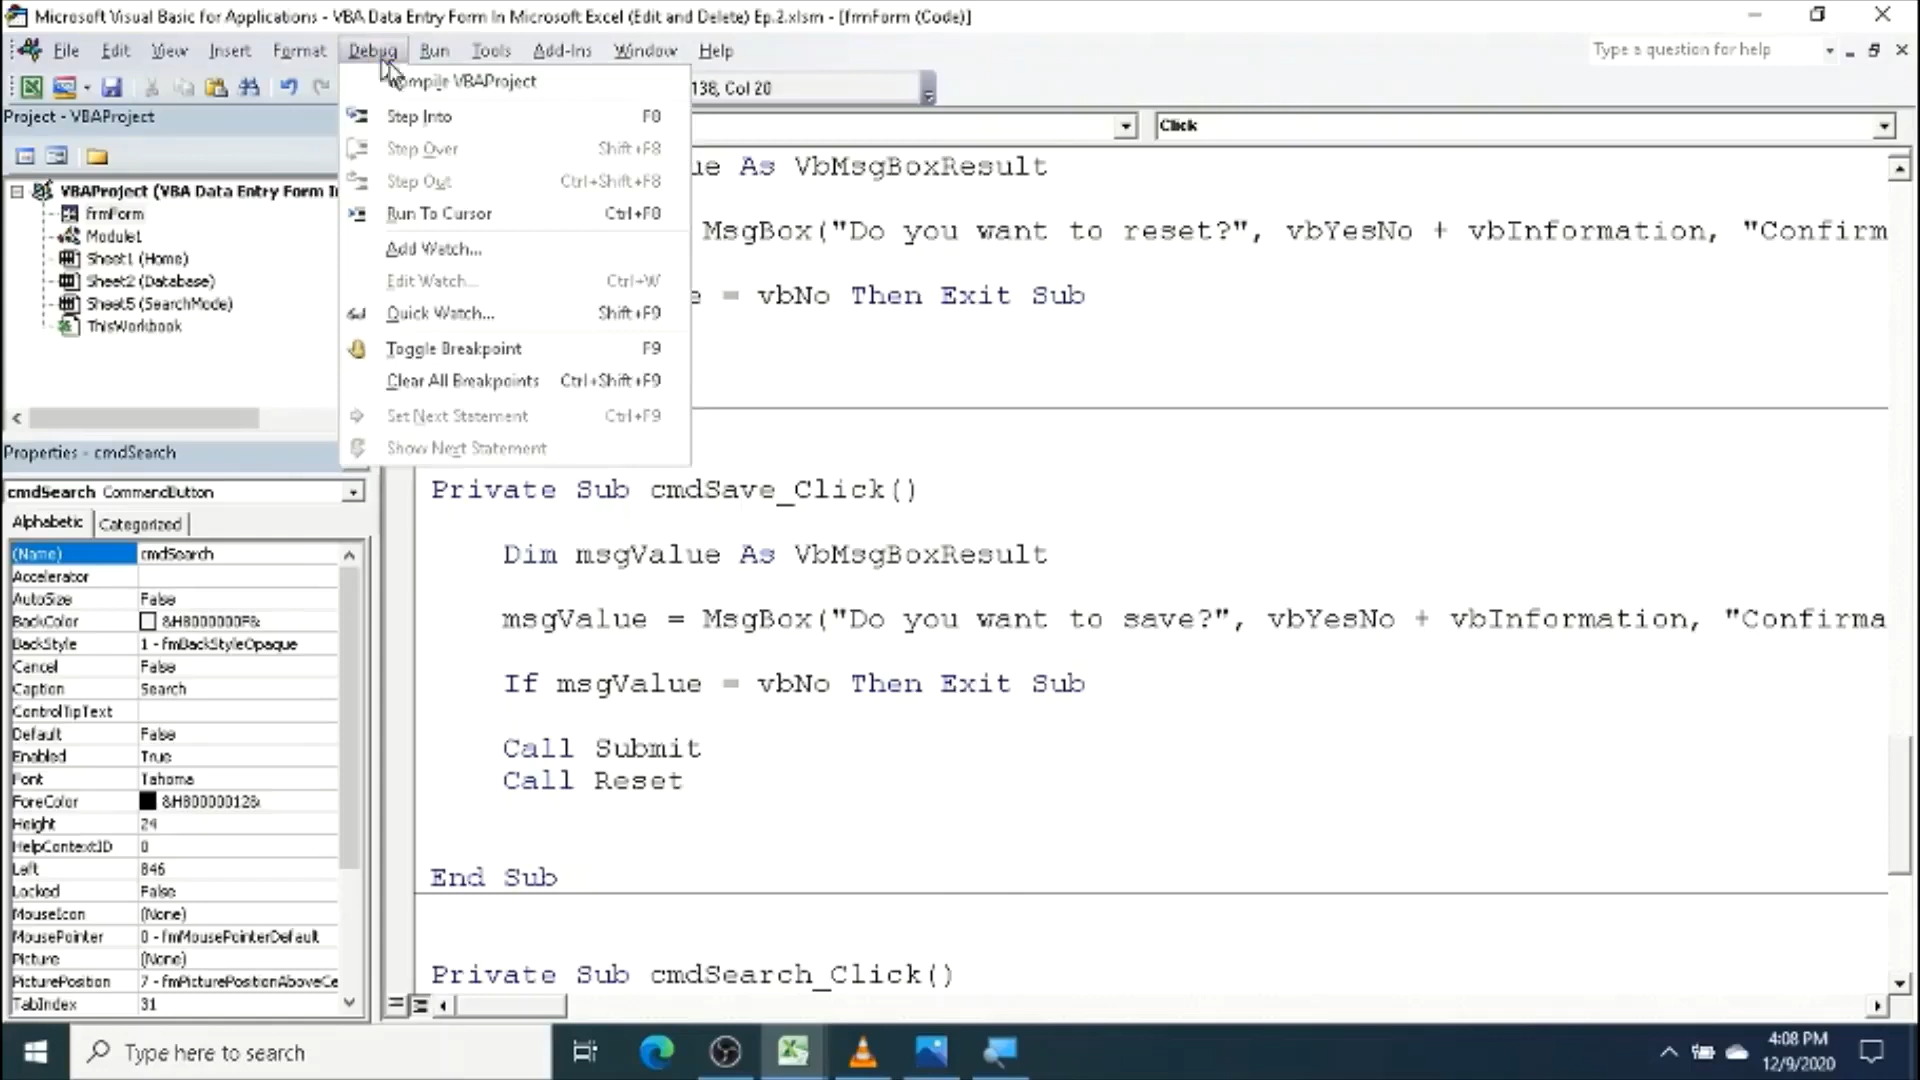 Microsoft Visual Basic for Applications - VBA Data Entry Form In Microsoft Excel (Edit and Delete) Ep.2.xlsm - [frmForm (Code)]
File Edit View Insert Format Debug Run Tools Add-Ins Window Help
Type a question for help
138, Col 20
Project - VBAProject
VBAProject (VBA Data Entry Form In
frmForm
Module1
Sheet1 (Home)
Sheet2 (Database)
Sheet5 (SearchMode)
ThisWorkbook
ompile VBAProject
Step Into F8
Step Over Shift+F8
Step Out Ctrl+Shift+F8
Run To Cursor Ctrl+F8
Add Watch...
Edit Watch... Ctrl+W
Quick Watch... Shift+F9
Toggle Breakpoint F9
Clear All Breakpoints Ctrl+Shift+F9
Set Next Statement Ctrl+F9
Show Next Statement
Click
ue As VbMsgBoxResult
MsgBox("Do you want to reset?", vbYesNo + vbInformation, "Confirm
e = vbNo Then Exit Sub
Private Sub cmdSave_Click()
Dim msgValue As VbMsgBoxResult
msgValue = MsgBox("Do you want to save?", vbYesNo + vbInformation, "Confirma
If msgValue = vbNo Then Exit Sub
Call Submit
Call Reset
End Sub
Private Sub cmdSearch_Click()
Properties - cmdSearch
cmdSearch CommandButton
Alphabetic Categorized
(Name) cmdSearch
Accelerator
AutoSize False
BackColor &H8000000F&
BackStyle 1 - fmBackStyleOpaque
Cancel False
Caption Search
ControlTipText
Default False
Enabled True
Font Tahoma
ForeColor &H80000012&
Height 24
HelpContextID 0
Left 846
Locked False
MouseIcon (None)
MousePointer 0 - fmMousePointerDefault
Picture (None)
PicturePosition 7 - fmPicturePositionAboveCe
TabIndex 31
Type here to search
4:08 PM
12/9/2020